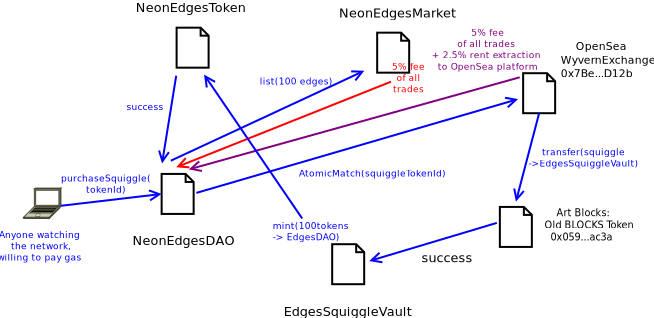 NeonEdgesToken
NeonEdgesMarket
5% fee
of all trades
+ 2.5% rent extraction
to OpenSea platform
OpenSea
WyvernExchange
0x7Be...D12b
5% fee
of all
trades
list(100 edges)
success
transfer(squiggle
->EdgesSquiggleVault)
AtomicMatch(squiggleTokenId)
purchaseSquiggle(
tokenId)
Anyone watching
the network,
willing to pay gas
NeonEdgesDAO
mint(100tokens
-> EdgesDAO)
Art Blocks:
Old BLOCKS Token
0x059...ac3a
success
EdgesSquiggleVault